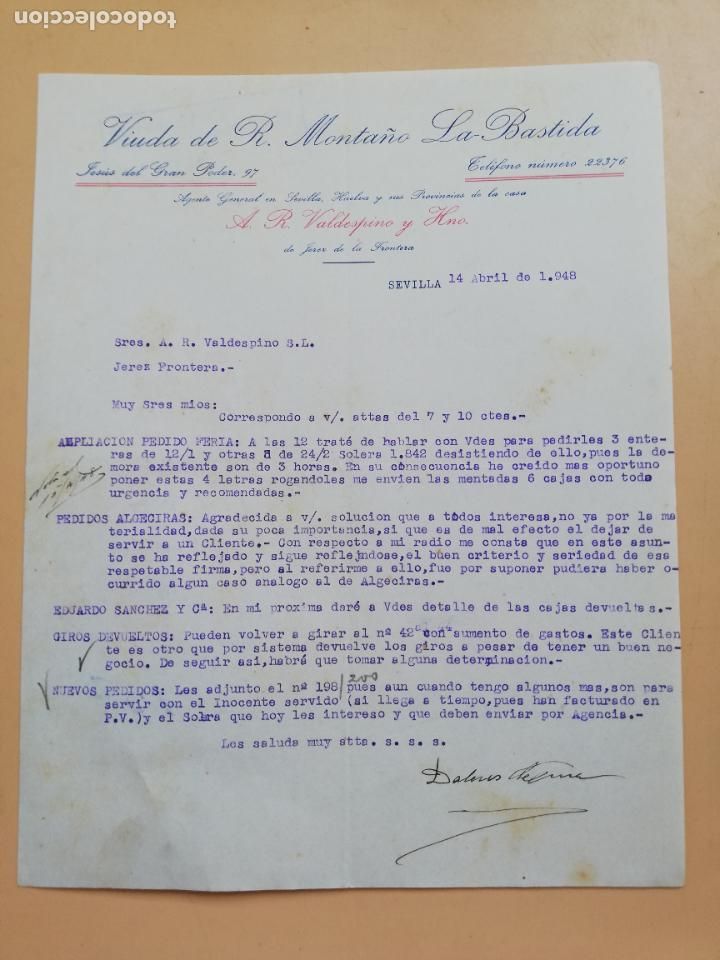 todocoleccion
Viuda de R. Montaño La-Bastida
Jesús del Gran Poder, 97
Teléfono número 22376
Agente General en Sevilla, Huelva y sus Provincias de la casa
A. R. Valdespino y Hno.
de Jerez de la Frontera
SEVILLA 14 Abril de 1.948
Sres. A. R. Valdespino S.L.
Jerez Frontera.-
Muy Sres mios:
Correspondo a v/. attas del 7 y 10 ctes.-
AMPLIACION PEDIDO FERIA: A las 12 traté de hablar con Vdes para pedirles 3 ente-
ras de 12/1 y otras 3 de 24/2 Solera 1.842 desistiendo de ello,pues la de-
mora existente son de 3 horas. En su cònsecuencia he creido mas oportuno
poner estas 4 letras rogandoles me envien las mentadas 6 cajas con toda
urgencia y recomendadas.-
PEDIDOS ALGECIRAS: Agradecida a v/. solucion que a todos interesa,no ya por la ma
terialidad,dada su poca importancia,si que es de mal efecto el dejar de
servir a un Cliente.- Con respecto a mi radio me consta que en este asun-
to se ha reflejado y sigue reflejandose,el buen criterio y seriedad de esa
respetable firma,pero al referirme a ello,fue por suponer pudiera haber o-
currido algun caso analogo al de Algeciras.-
EDUARDO SANCHEZ Y Cª: En mi proxima daré a Vdes detalle de las cajas devueltas.-
GIROS DEVUELTOS: Pueden volver a girar al nº 426 con aumento de gastos. Este Clien
te es otro que por sistema devuelve los giros a pesar de tener un buen ne-
gocio. De seguir asi,habré que tomar alguna determinacion.-
NUEVOS PEDIDOS: Les adjunto el nº 198/200 pues aun cuando tengo algunos mas,son para
servir con el Inocente servido (si llega a tiempo,pues han facturado en
P.V.)y el Solera que hoy les intereso y que deben enviar por Agencia.-
Les saluda muy atta. s. s. s.
Dolores